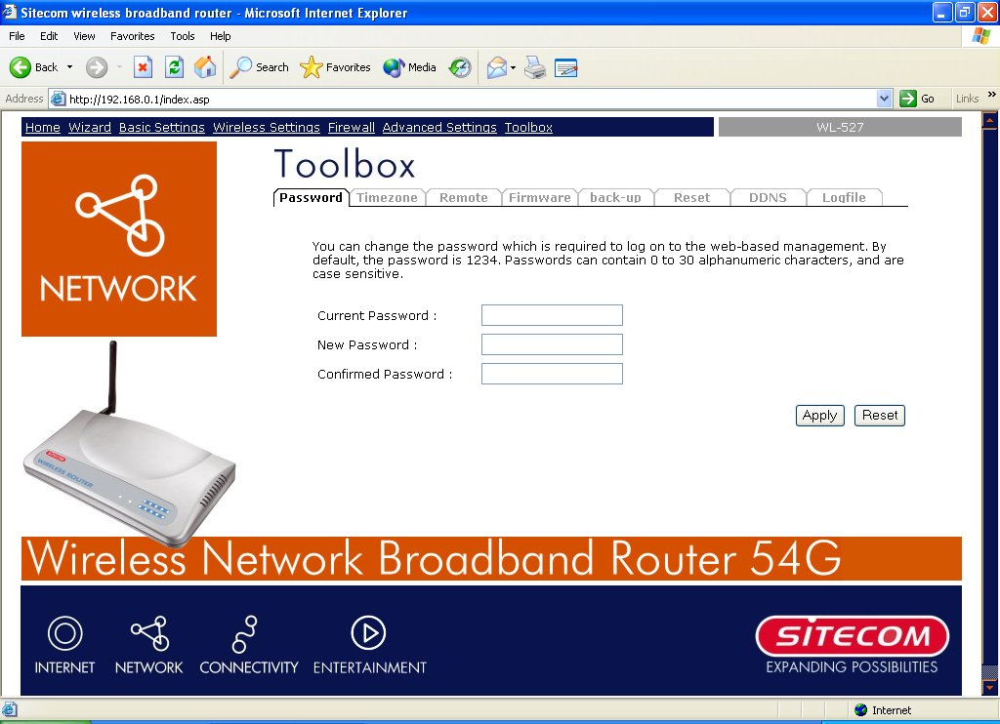 Sitecom wireless broadband router - Microsoft Internet Explorer
File Edit View Favorites Tools Help
Back Search Favorites Media
Address http://192.168.0.1/index.asp Go Links »
Home Wizard Basic Settings Wireless Settings Firewall Advanced Settings Toolbox WL-527
NETWORK
Toolbox
Password Timezone Remote Firmware back-up Reset DDNS Logfile
You can change the password which is required to log on to the web-based management. By
default, the password is 1234. Passwords can contain 0 to 30 alphanumeric characters, and are
case sensitive.
Current Password :
New Password :
Confirmed Password :
Apply Reset
SITECOM
WIRELESS ROUTER
Wireless Network Broadband Router 54G
INTERNET NETWORK CONNECTIVITY ENTERTAINMENT
SITECOM
EXPANDING POSSIBILITIES
Internet